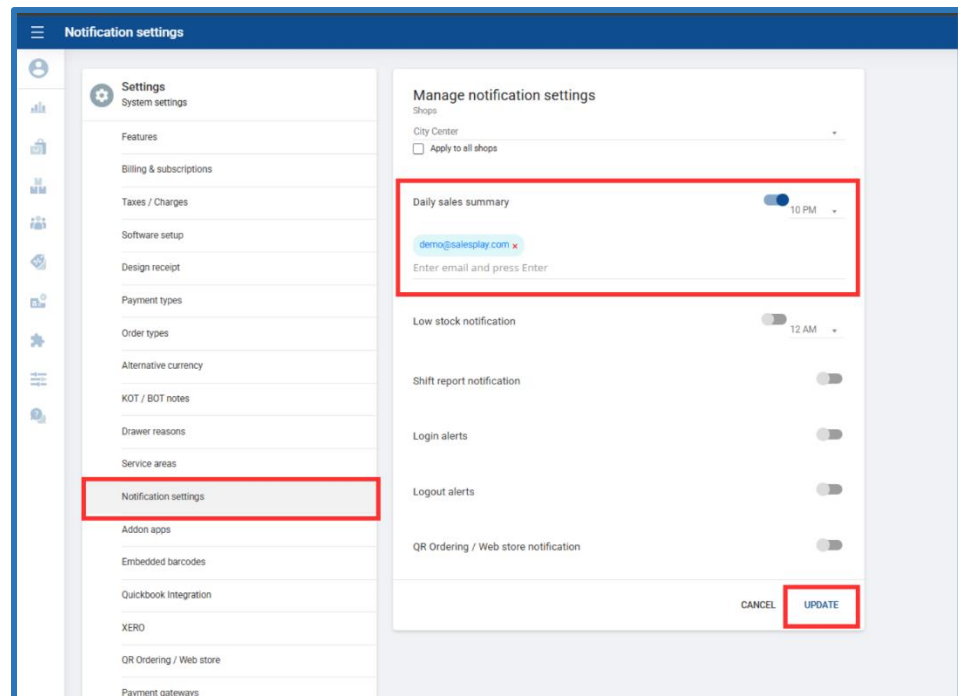 Notification settings
Settings
System settings
Features
Billing & subscriptions
Taxes / Charges
Software setup
Design receipt
Payment types
Order types
Alternative currency
KOT / BOT notes
Drawer reasons
Service areas
Notification settings
Addon apps
Embedded barcodes
Quickbook Integration
XERO
QR Ordering / Web store
Payment gateways
Manage notification settings
Shops
City Center
Apply to all shops
Daily sales summary
10 PM
demo@salesplay.com x
Enter email and press Enter
Low stock notification
12 AM
Shift report notification
Login alerts
Logout alerts
QR Ordering / Web store notification
CANCEL UPDATE